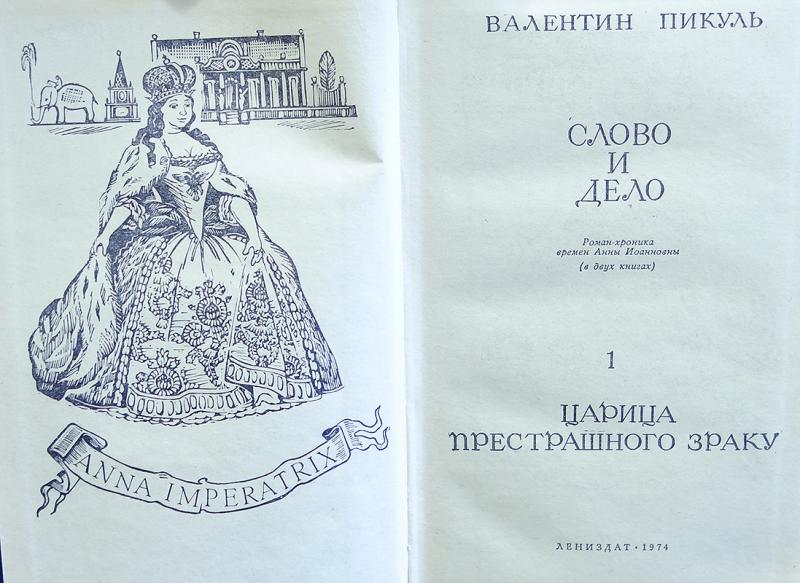 ANNA IMPERATRIX
ВАЛЕНТИН ПИКУЛЬ
СЛОВО
И
ДЕЛО
Роман-хроника
времен Анны Иоанновны
(в двух книгах)
1
ЦАРИЦА
ПРЕСТРАШНОГО ЗРАКУ
ЛЕНИЗДАТ • 1974